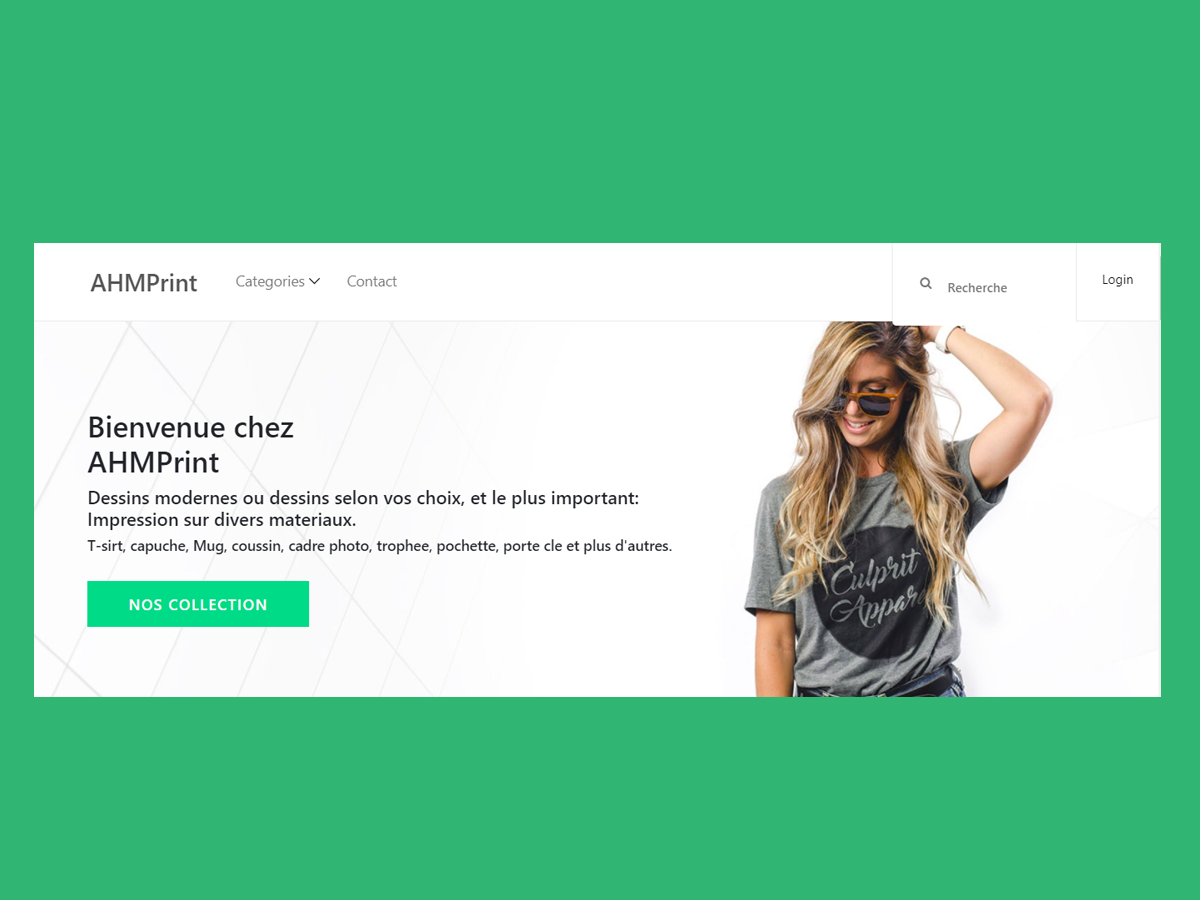 AHMPrint
Categories
Contact
Recherche
Login
Bienvenue chez
AHMPrint
Dessins modernes ou dessins selon vos choix, et le plus important:
Impression sur divers materiaux.
T-sirt, capuche, Mug, coussin, cadre photo, trophee, pochette, porte cle et plus d'autres.
NOS COLLECTION
Culprit
Appare